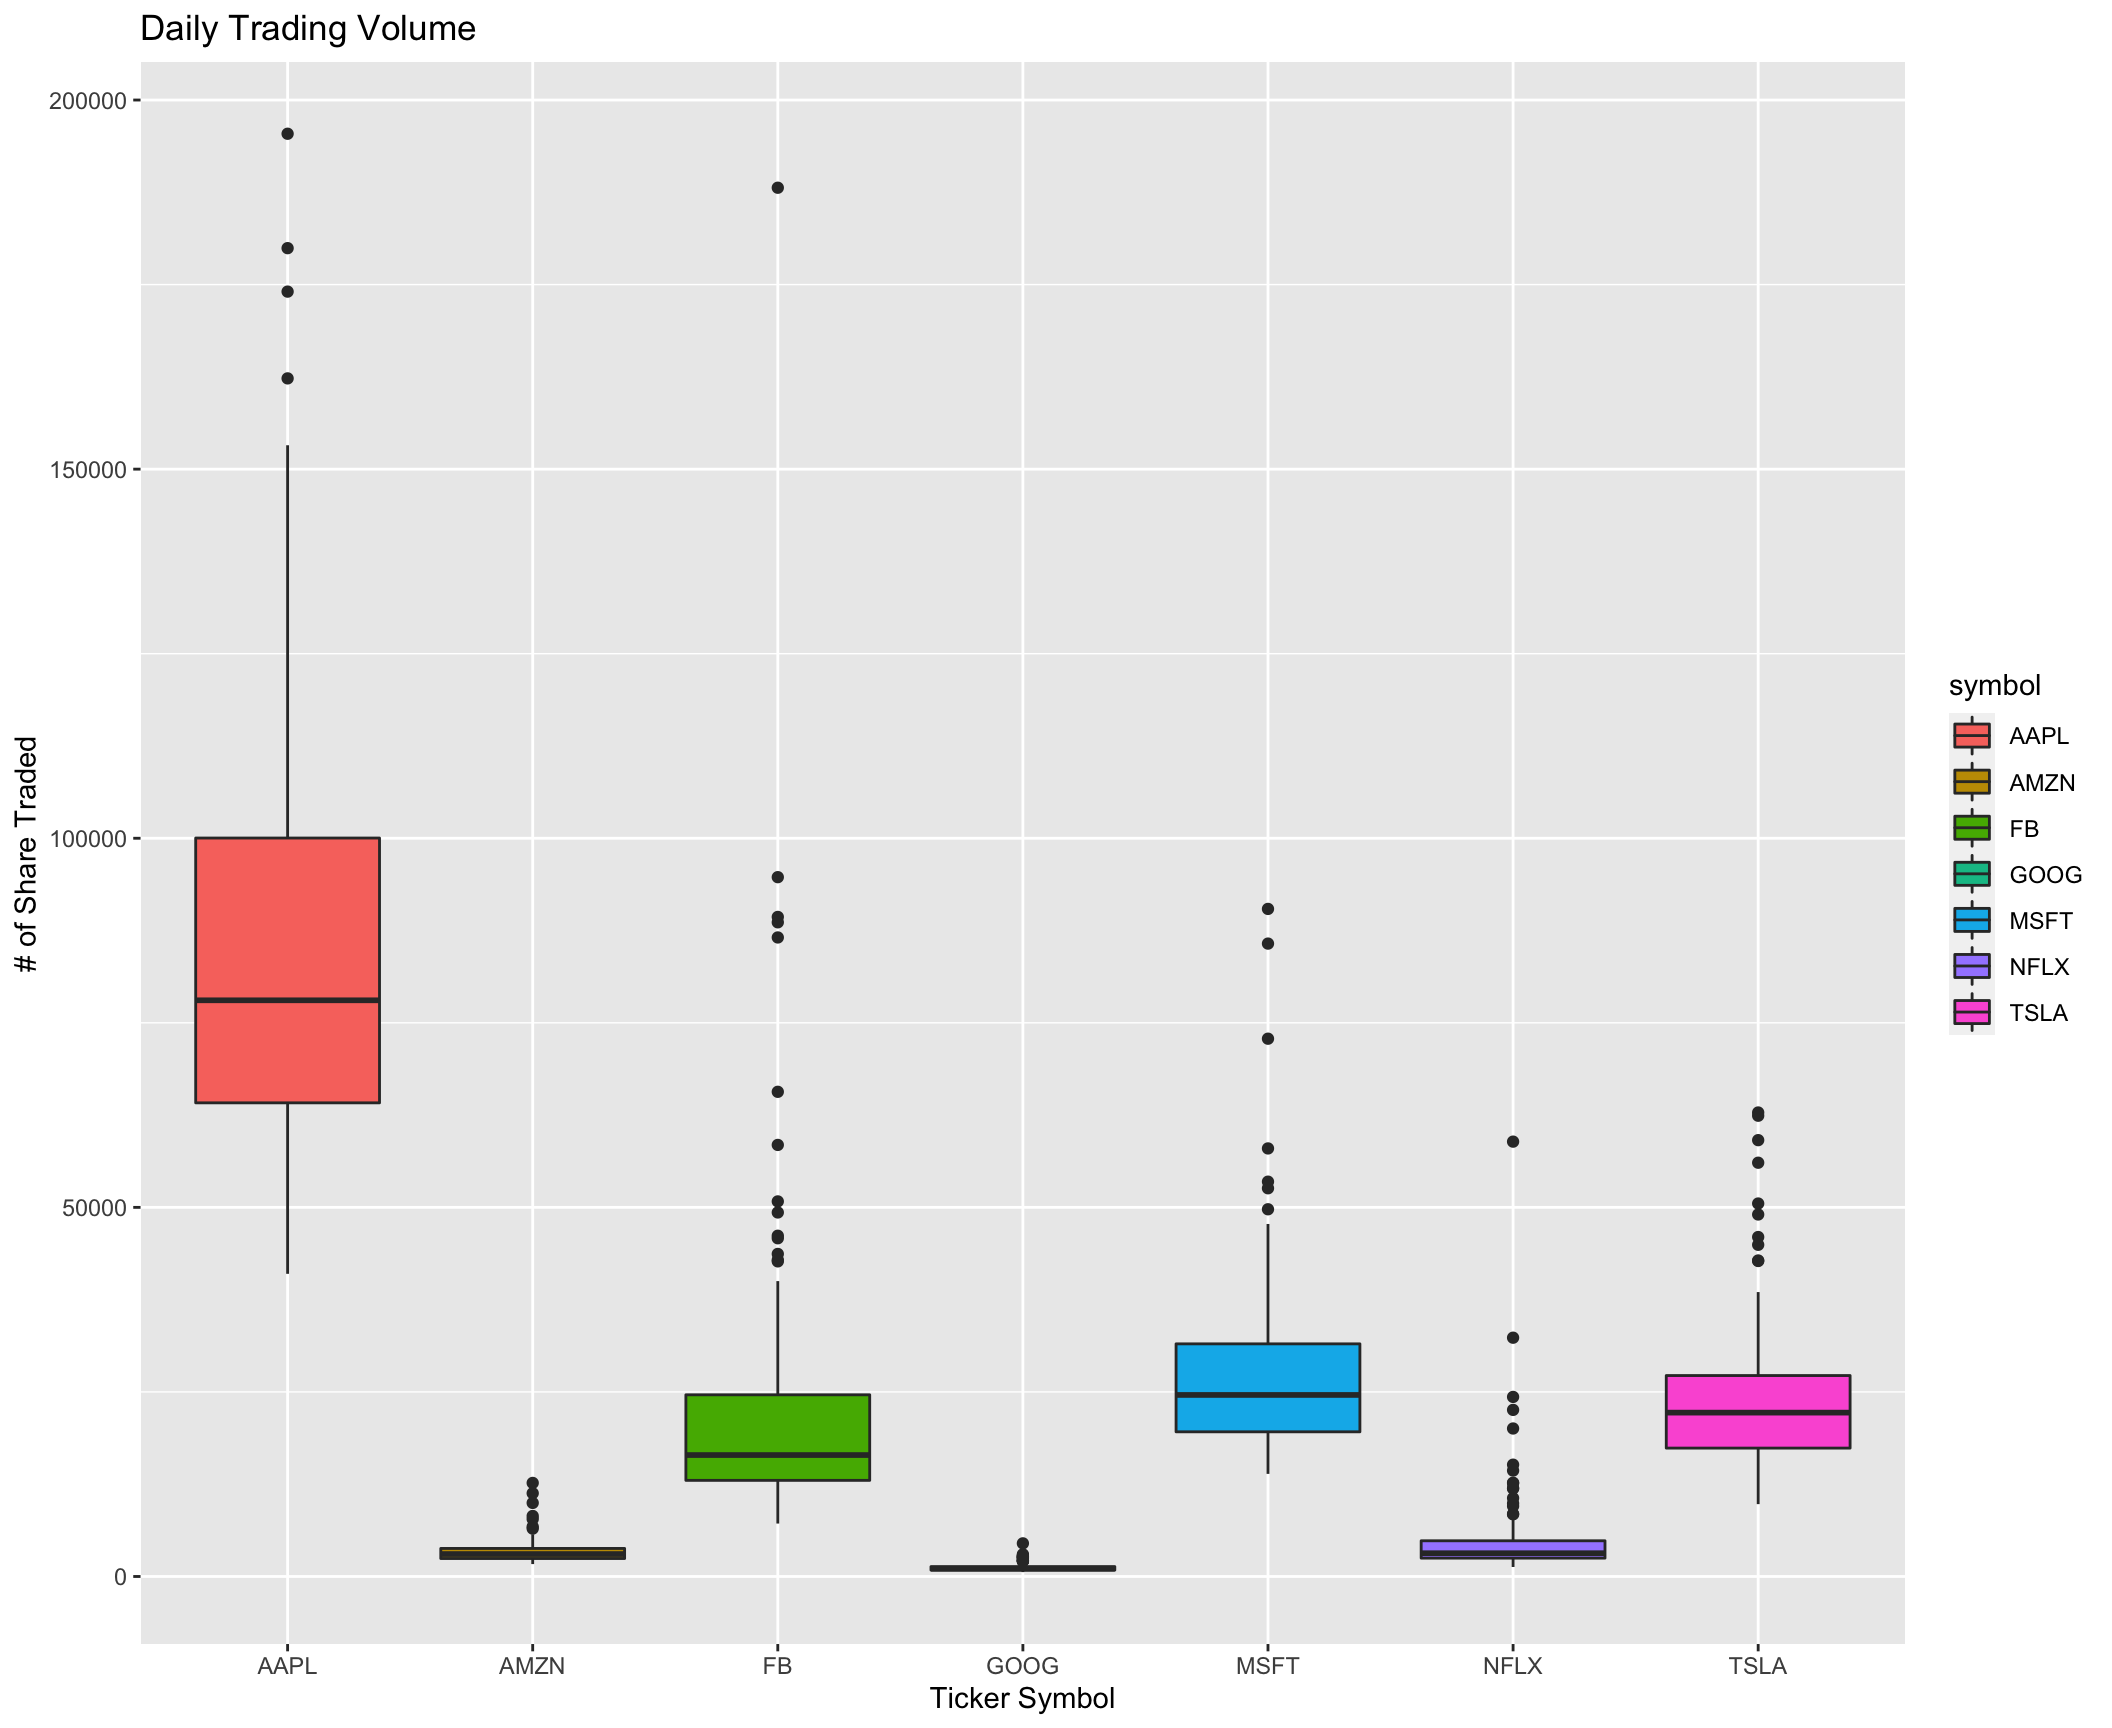 Daily Trading Volume
# of Share Traded
200000
150000
100000
50000
0
AAPL AMZN FB GOOG MSFT NFLX TSLA
Ticker Symbol
symbol
AAPL
AMZN
FB
GOOG
MSFT
NFLX
TSLA